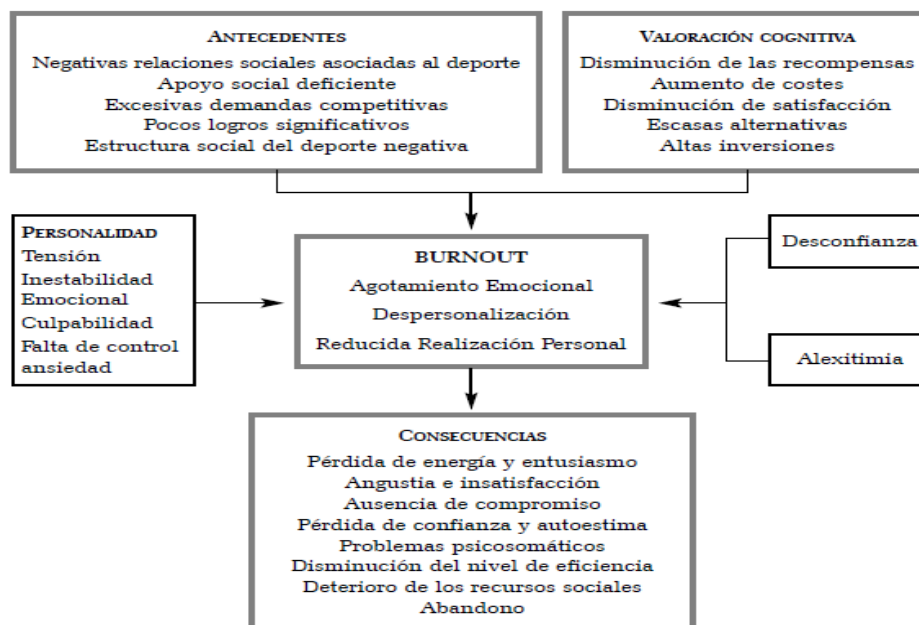 ANTECEDENTES
Negativas relaciones sociales asociadas al deporte
Apoyo social deficiente
Excesivas demandas competitivas
Pocos logros significativos
Estructura social del deporte negativa
VALORACIÓN COGNITIVA
Disminución de las recompensas
Aumento de costes
Disminución de satisfacción
Escasas alternativas
Altas inversiones
PERSONALIDAD
Tensión
Inestabilidad
Emocional
Culpabilidad
Falta de control
ansiedad
BURNOUT
Agotamiento Emocional
Despersonalización
Reducida Realización Personal
Desconfianza
Alexitimia
CONSECUENCIAS
Pérdida de energía y entusiasmo
Angustia e insatisfacción
Ausencia de compromiso
Pérdida de confianza y autoestima
Problemas psicosomáticos
Disminución del nivel de eficiencia
Deterioro de los recursos sociales
Abandono